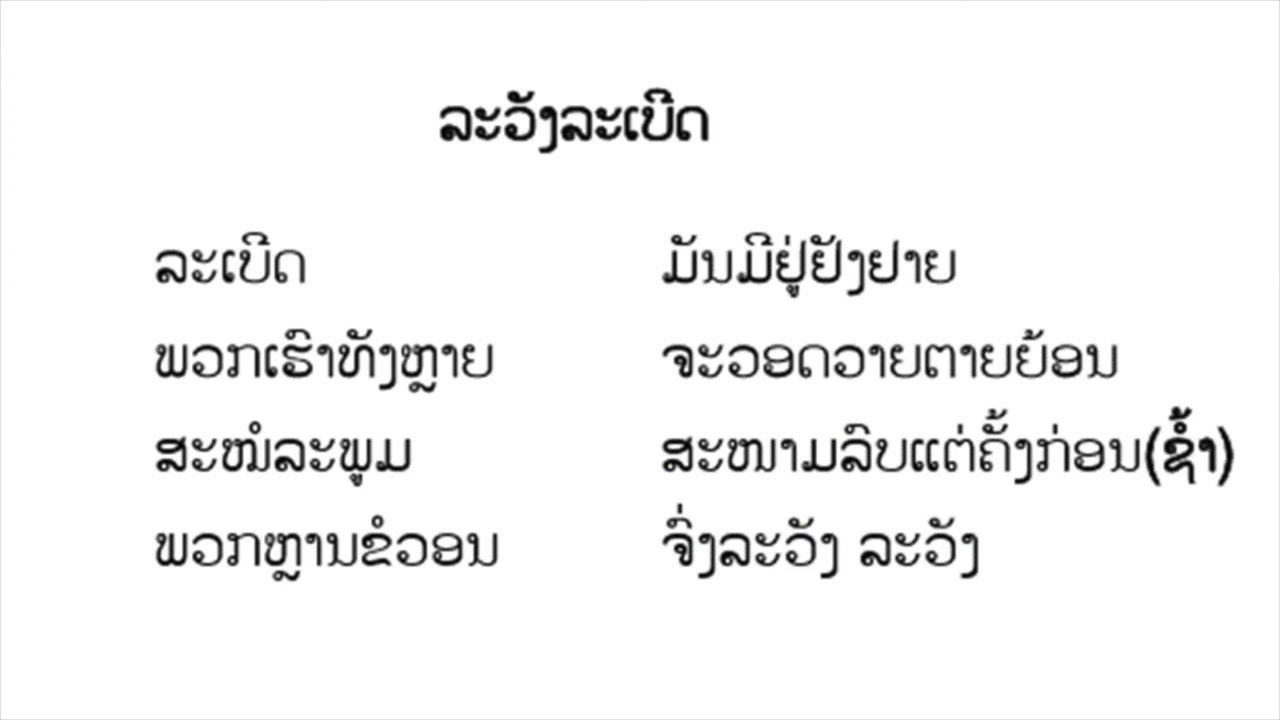 ລະວັງລະເບີດ
ລະເບີດ ມັນມີຢູ່ຢັງຢາຍ
ພວກເຮົາທັງຫຼາຍ ຈະວອດວາຍຕາຍຍ້ອນ
ສະໝໍລະພູມ ສະໜາມລົບແຕ່ຄັ້ງກ່ອນ(ຊ້ຳ)
ພວກຫຼານຂໍວອນ ຈົ່ງລະວັງ ລະວັງ